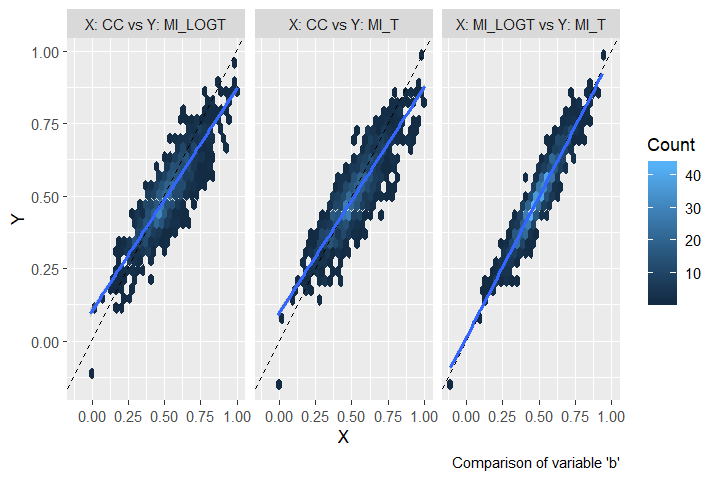 X: CC vs Y: MI_LOGT
X: CC vs Y: MI_T
X: MI_LOGT vs Y: MI_T
1.00
0.75
0.50
0.25
0.00
Y
0.00 0.25 0.50 0.75 1.00
0.00 0.25 0.50 0.75 1.00
0.00 0.25 0.50 0.75 1.00
X
Count
40
30
20
10
Comparison of variable 'b'